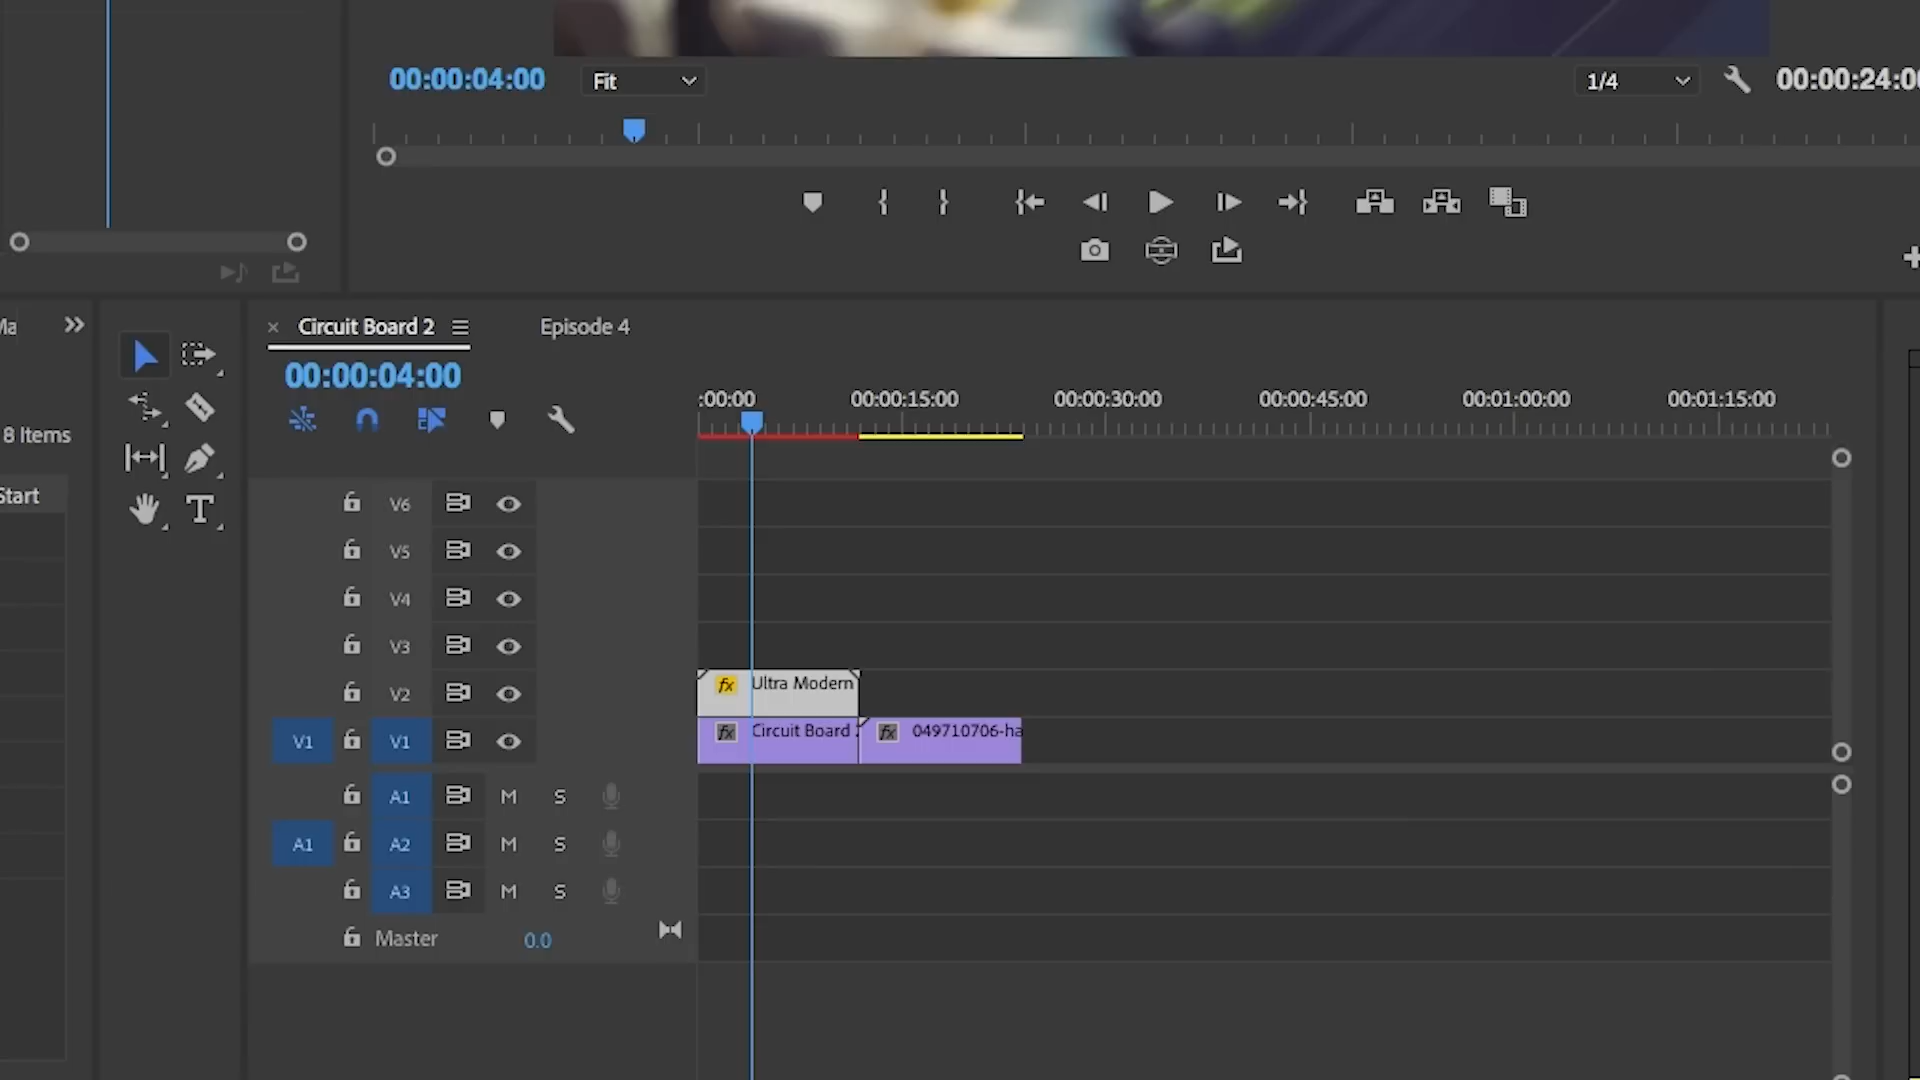 00:00:04:00 Fit 1/4 00:00:24:0
Circuit Board 2 Episode 4
00:00:04:00
:00:00 00:00:15:00 00:00:30:00 00:00:45:00 00:01:00:00 00:01:15:00
8 Items
Start
V6
V5
V4
V3
V2 fx Ultra Modern
V1 V1 fx Circuit Board fx 049710706-ha
A1 M S
A1 A2 M S
A3 M S
Master 0.0